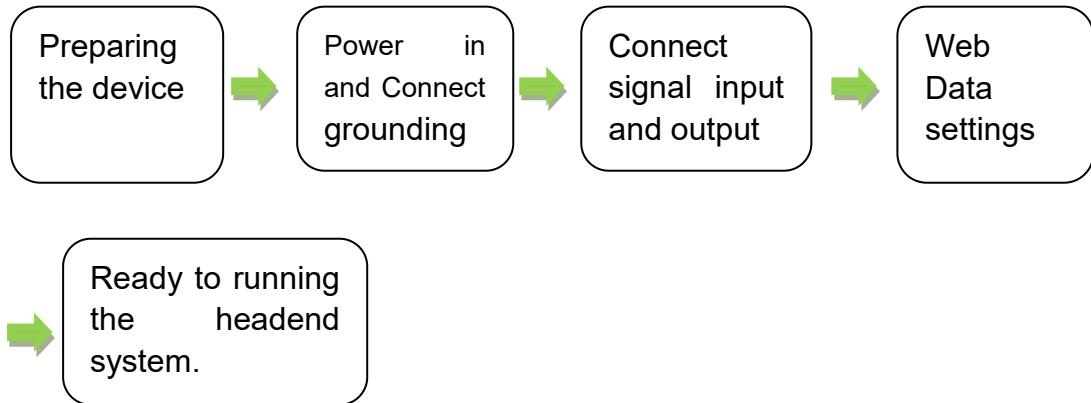 Preparing
the device
Power in
and Connect
grounding
Connect
signal input
and output
Web
Data
settings
Ready to running
the headend
system.